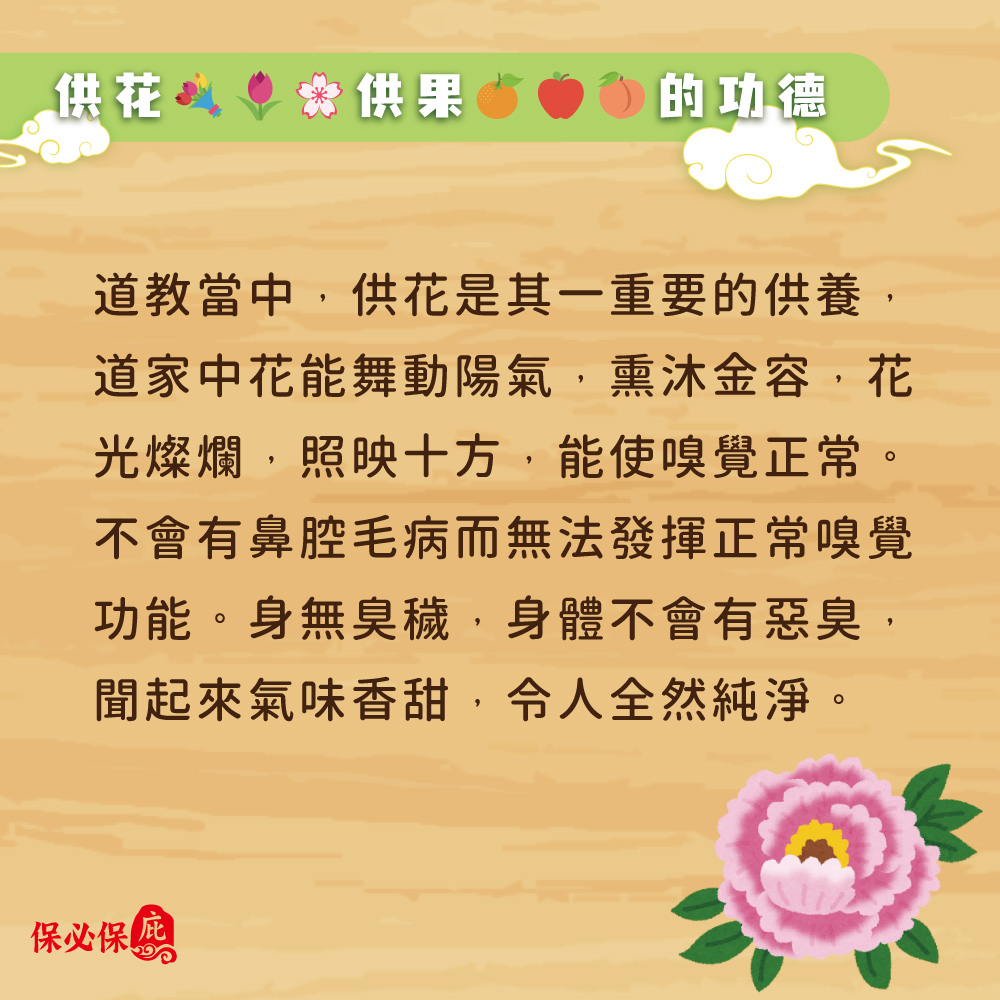 供花💐🌷🌸供果🍊🍎🍑的功德
道教當中，供花是其一重要的供養，
道家中花能舞動陽氣，熏沐金容，花
光燦爛，照映十方，能使嗅覺正常。
不會有鼻腔毛病而無法發揮正常嗅覺
功能。身無臭穢，身體不會有惡臭，
聞起來氣味香甜，令人全然純淨。
保必保庇